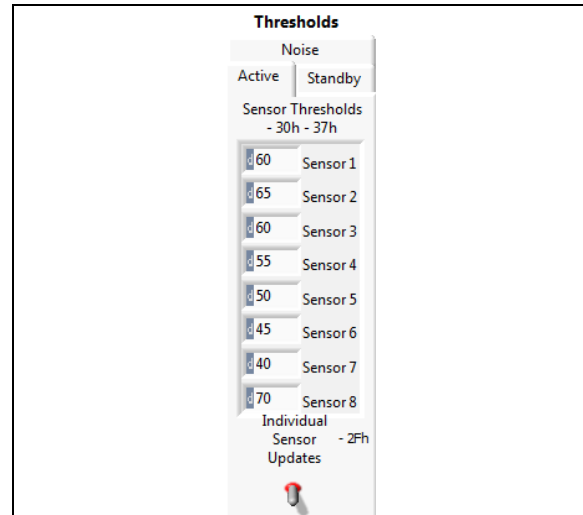 Thresholds
Noise
Active Standby
Sensor Thresholds
- 30h - 37h
d 60 Sensor 1
d 65 Sensor 2
d 60 Sensor 3
d 55 Sensor 4
d 50 Sensor 5
d 45 Sensor 6
d 40 Sensor 7
d 70 Sensor 8
Individual
Sensor - 2Fh
Updates